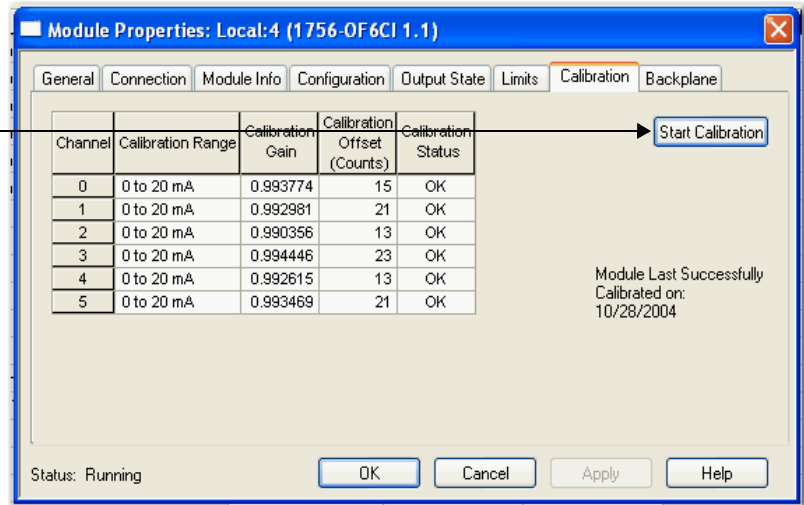 Module Properties: Local:4 (1756-OF6CI 1.1)
General Connection Module Info Configuration Output State Limits Calibration Backplane
Channel Calibration Range Calibration Gain Calibration Offset (Counts) Calibration Status
Start Calibration
0 0 to 20 mA 0.993774 15 OK
1 0 to 20 mA 0.992981 21 OK
2 0 to 20 mA 0.990356 13 OK
3 0 to 20 mA 0.994446 23 OK
4 0 to 20 mA 0.992615 13 OK
5 0 to 20 mA 0.993469 21 OK
Module Last Successfully
Calibrated on:
10/28/2004
Status: Running
OK Cancel Apply Help